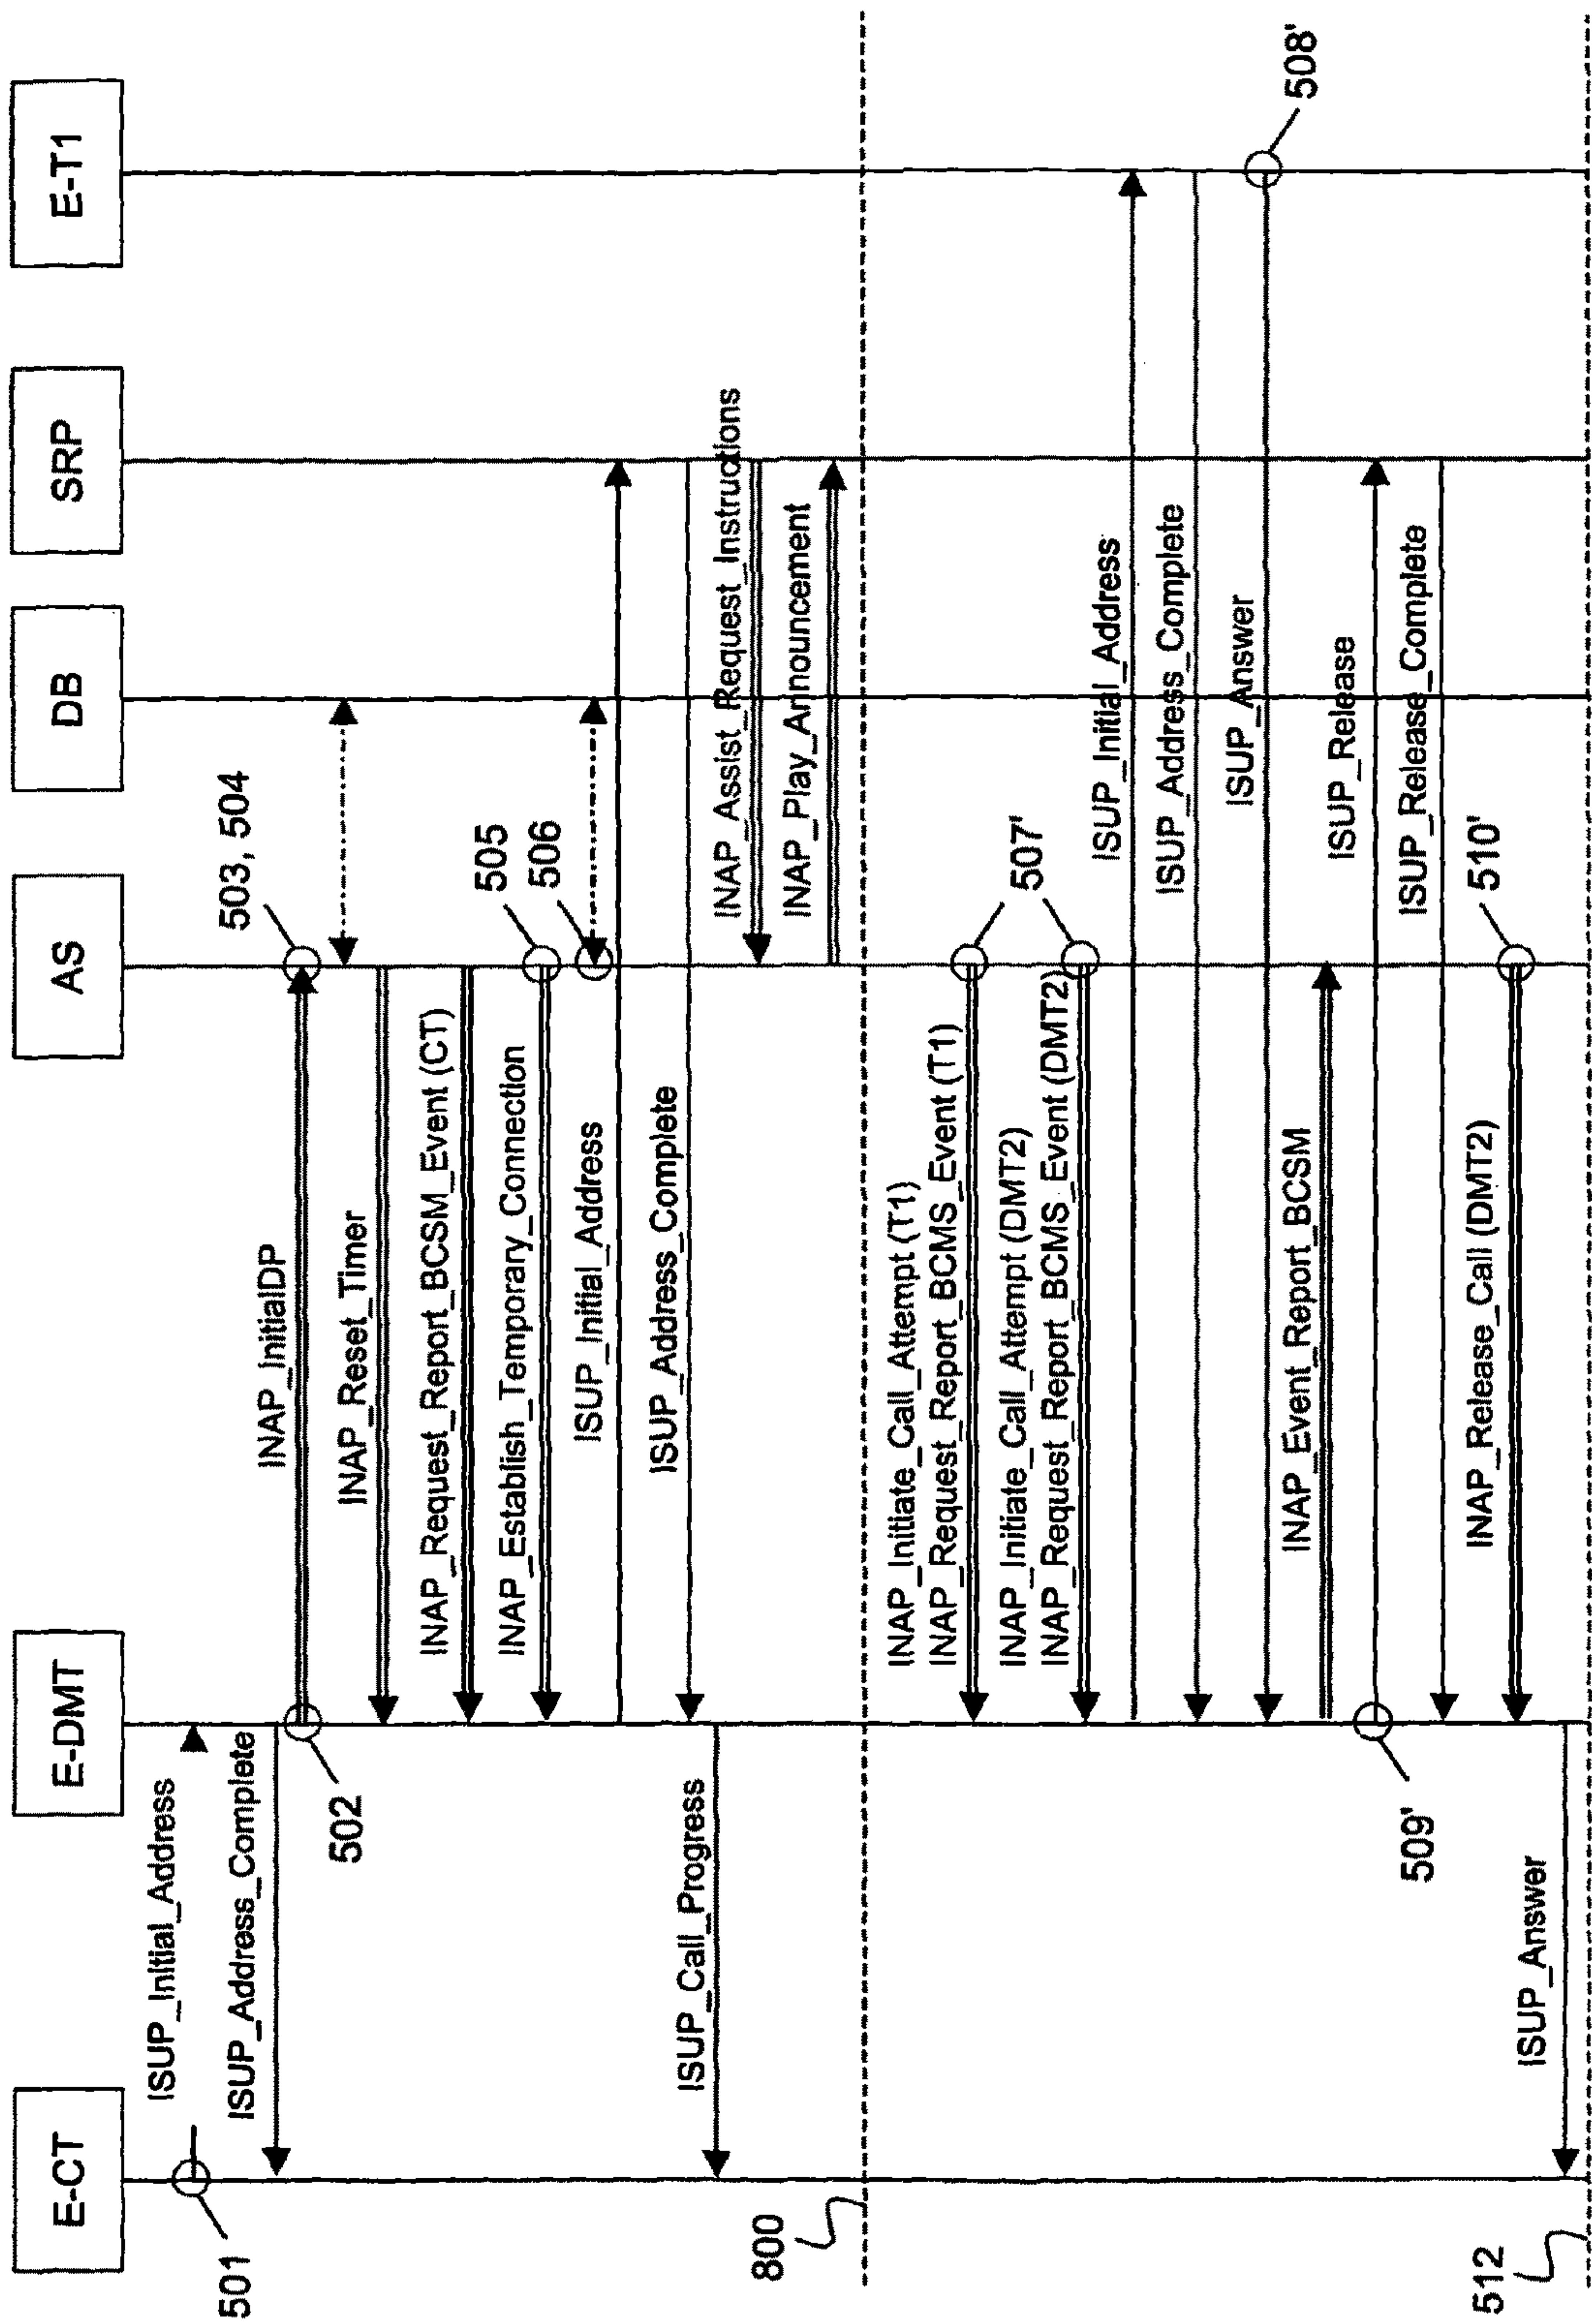 E-CT
E-DMT
AS
DB
SRP
E-T1
501
ISUP_Initial_Address
ISUP_Address_Complete
502
INAP_InitialDP
503, 504
INAP_Reset_Timer
INAP_Request_Report_BCSM_Event (CT)
INAP_Establish_Temporary_Connection
505
506
ISUP_Initial_Address
ISUP_Address_Complete
ISUP_Call_Progress
INAP_Assist_Request_Instructions
INAP_Play_Announcement
800
INAP_Initiate_Call_Attempt (T1)
INAP_Request_Report_BCMS_Event (T1)
507'
INAP_Initiate_Call_Attempt (DMT2)
INAP_Request_Report_BCMS_Event (DMT2)
ISUP_Initial_Address
ISUP_Address_Complete
ISUP_Answer
508'
INAP_Event_Report_BCSM
ISUP_Release
509'
ISUP_Release_Complete
INAP_Release_Call (DMT2)
510'
ISUP_Answer
512